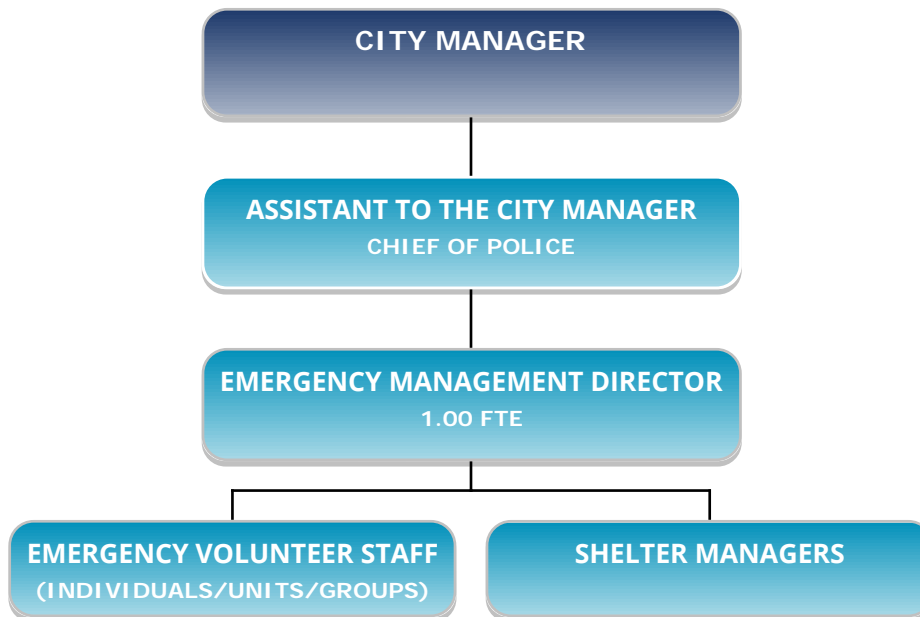 CITY MANAGER
ASSISTANT TO THE CITY MANAGER
CHIEF OF POLICE
EMERGENCY MANAGEMENT DIRECTOR
1.00 FTE
EMERGENCY VOLUNTEER STAFF
(INDIVIDUALS/UNITS/GROUPS)
SHELTER MANAGERS